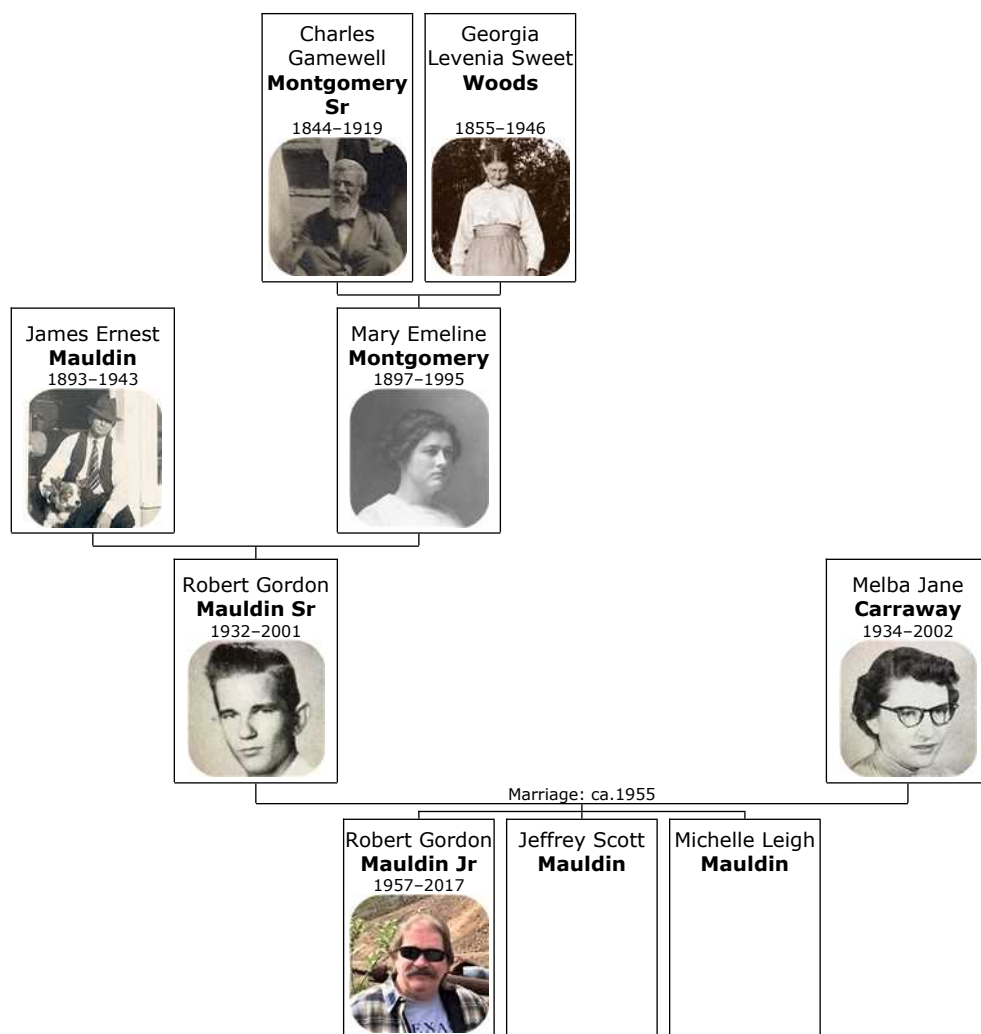 Charles
Gamewell
Montgomery
Sr
1844–1919
Georgia
Levenia Sweet
Woods
1855–1946
James Ernest
Mauldin
1893–1943
Mary Emeline
Montgomery
1897–1995
Robert Gordon
Mauldin Sr
1932–2001
Melba Jane
Carraway
1934–2002
Marriage: ca.1955
Robert Gordon
Mauldin Jr
1957–2017
EXA
Jeffrey Scott
Mauldin
Michelle Leigh
Mauldin